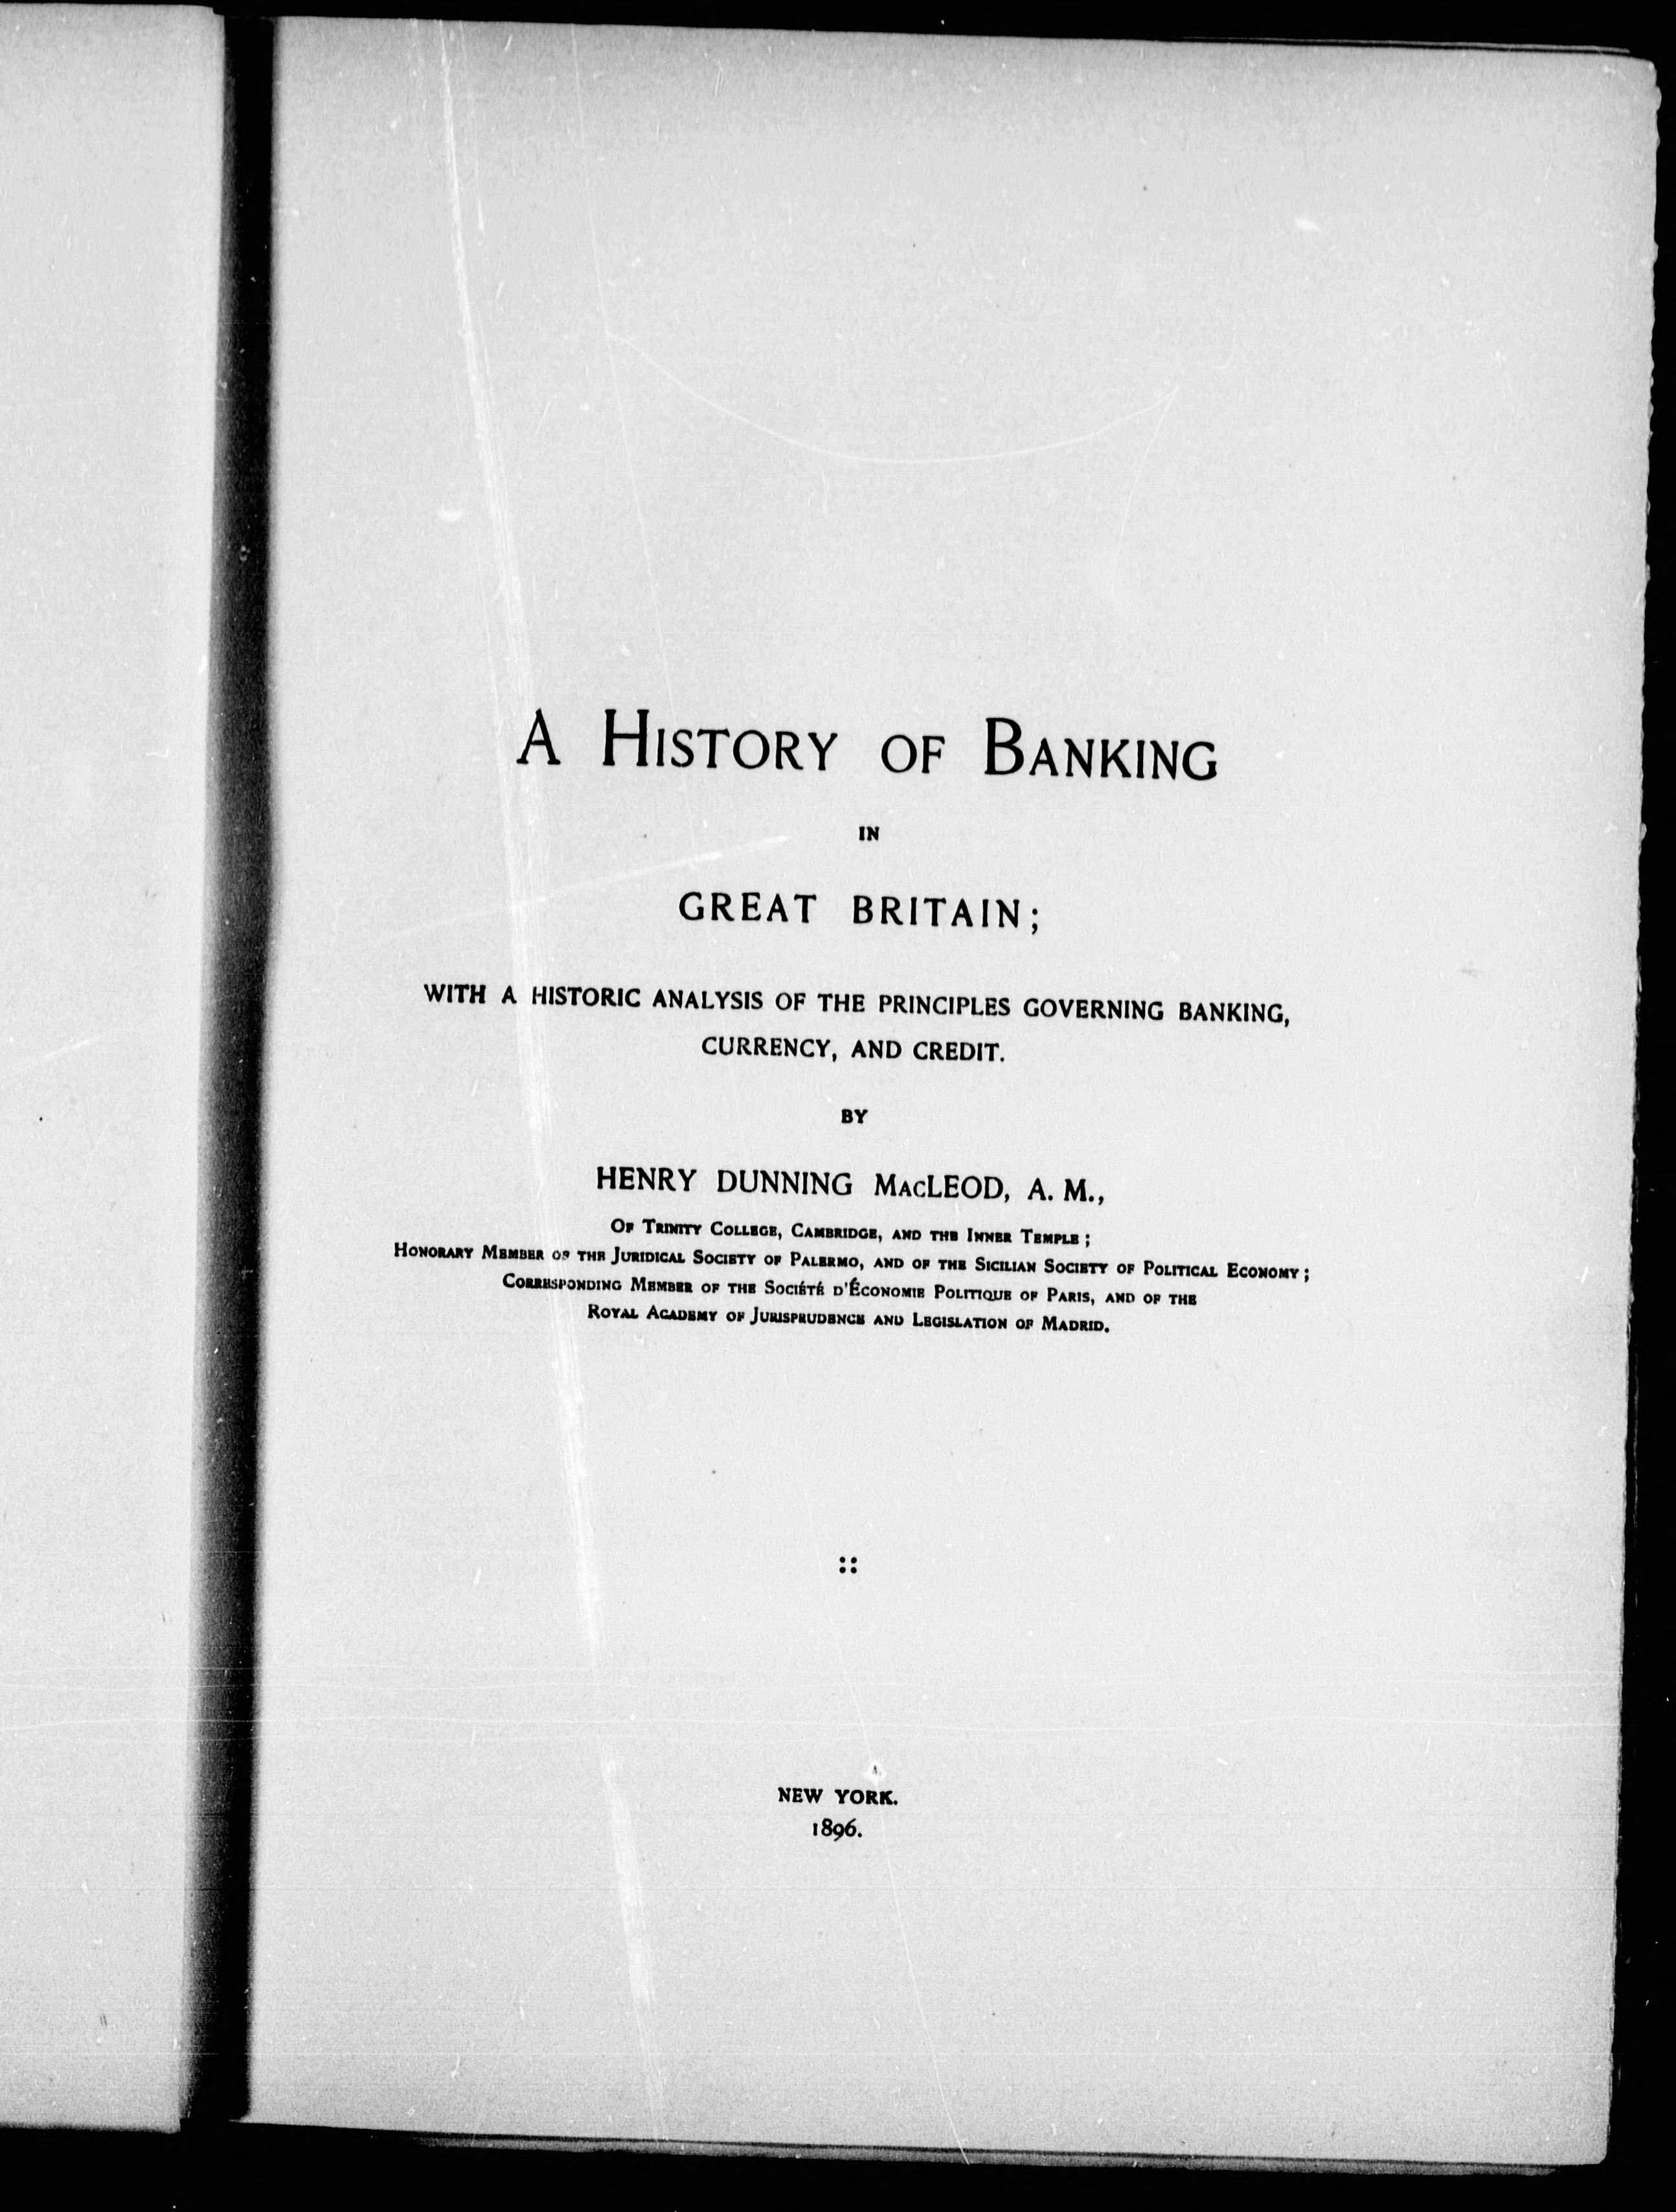 A HISTORY OF BANKING
IN
GREAT BRITAIN;
WITH A HISTORIC ANALYSIS OF THE PRINCIPLES GOVERNING BANKING,
CURRENCY, AND CREDIT.
BY
HENRY DUNNING MACLEOD, A. M.,
OF TRINITY COLLEGE, CAMBRIDGE, AND THE INNER TEMPLE;
HONORARY MEMBER OF THE JURIDICAL SOCIETY OF PALERMO, AND OF THE SICILIAN SOCIETY OF POLITICAL ECONOMY;
CORRESPONDING MEMBER OF THE SOCIÉTÉ D'ÉCONOMIE POLITIQUE OF PARIS, AND OF THE
ROYAL ACADEMY OF JURISPRUDENCE AND LEGISLATION OF MADRID.
NEW YORK.
1896.